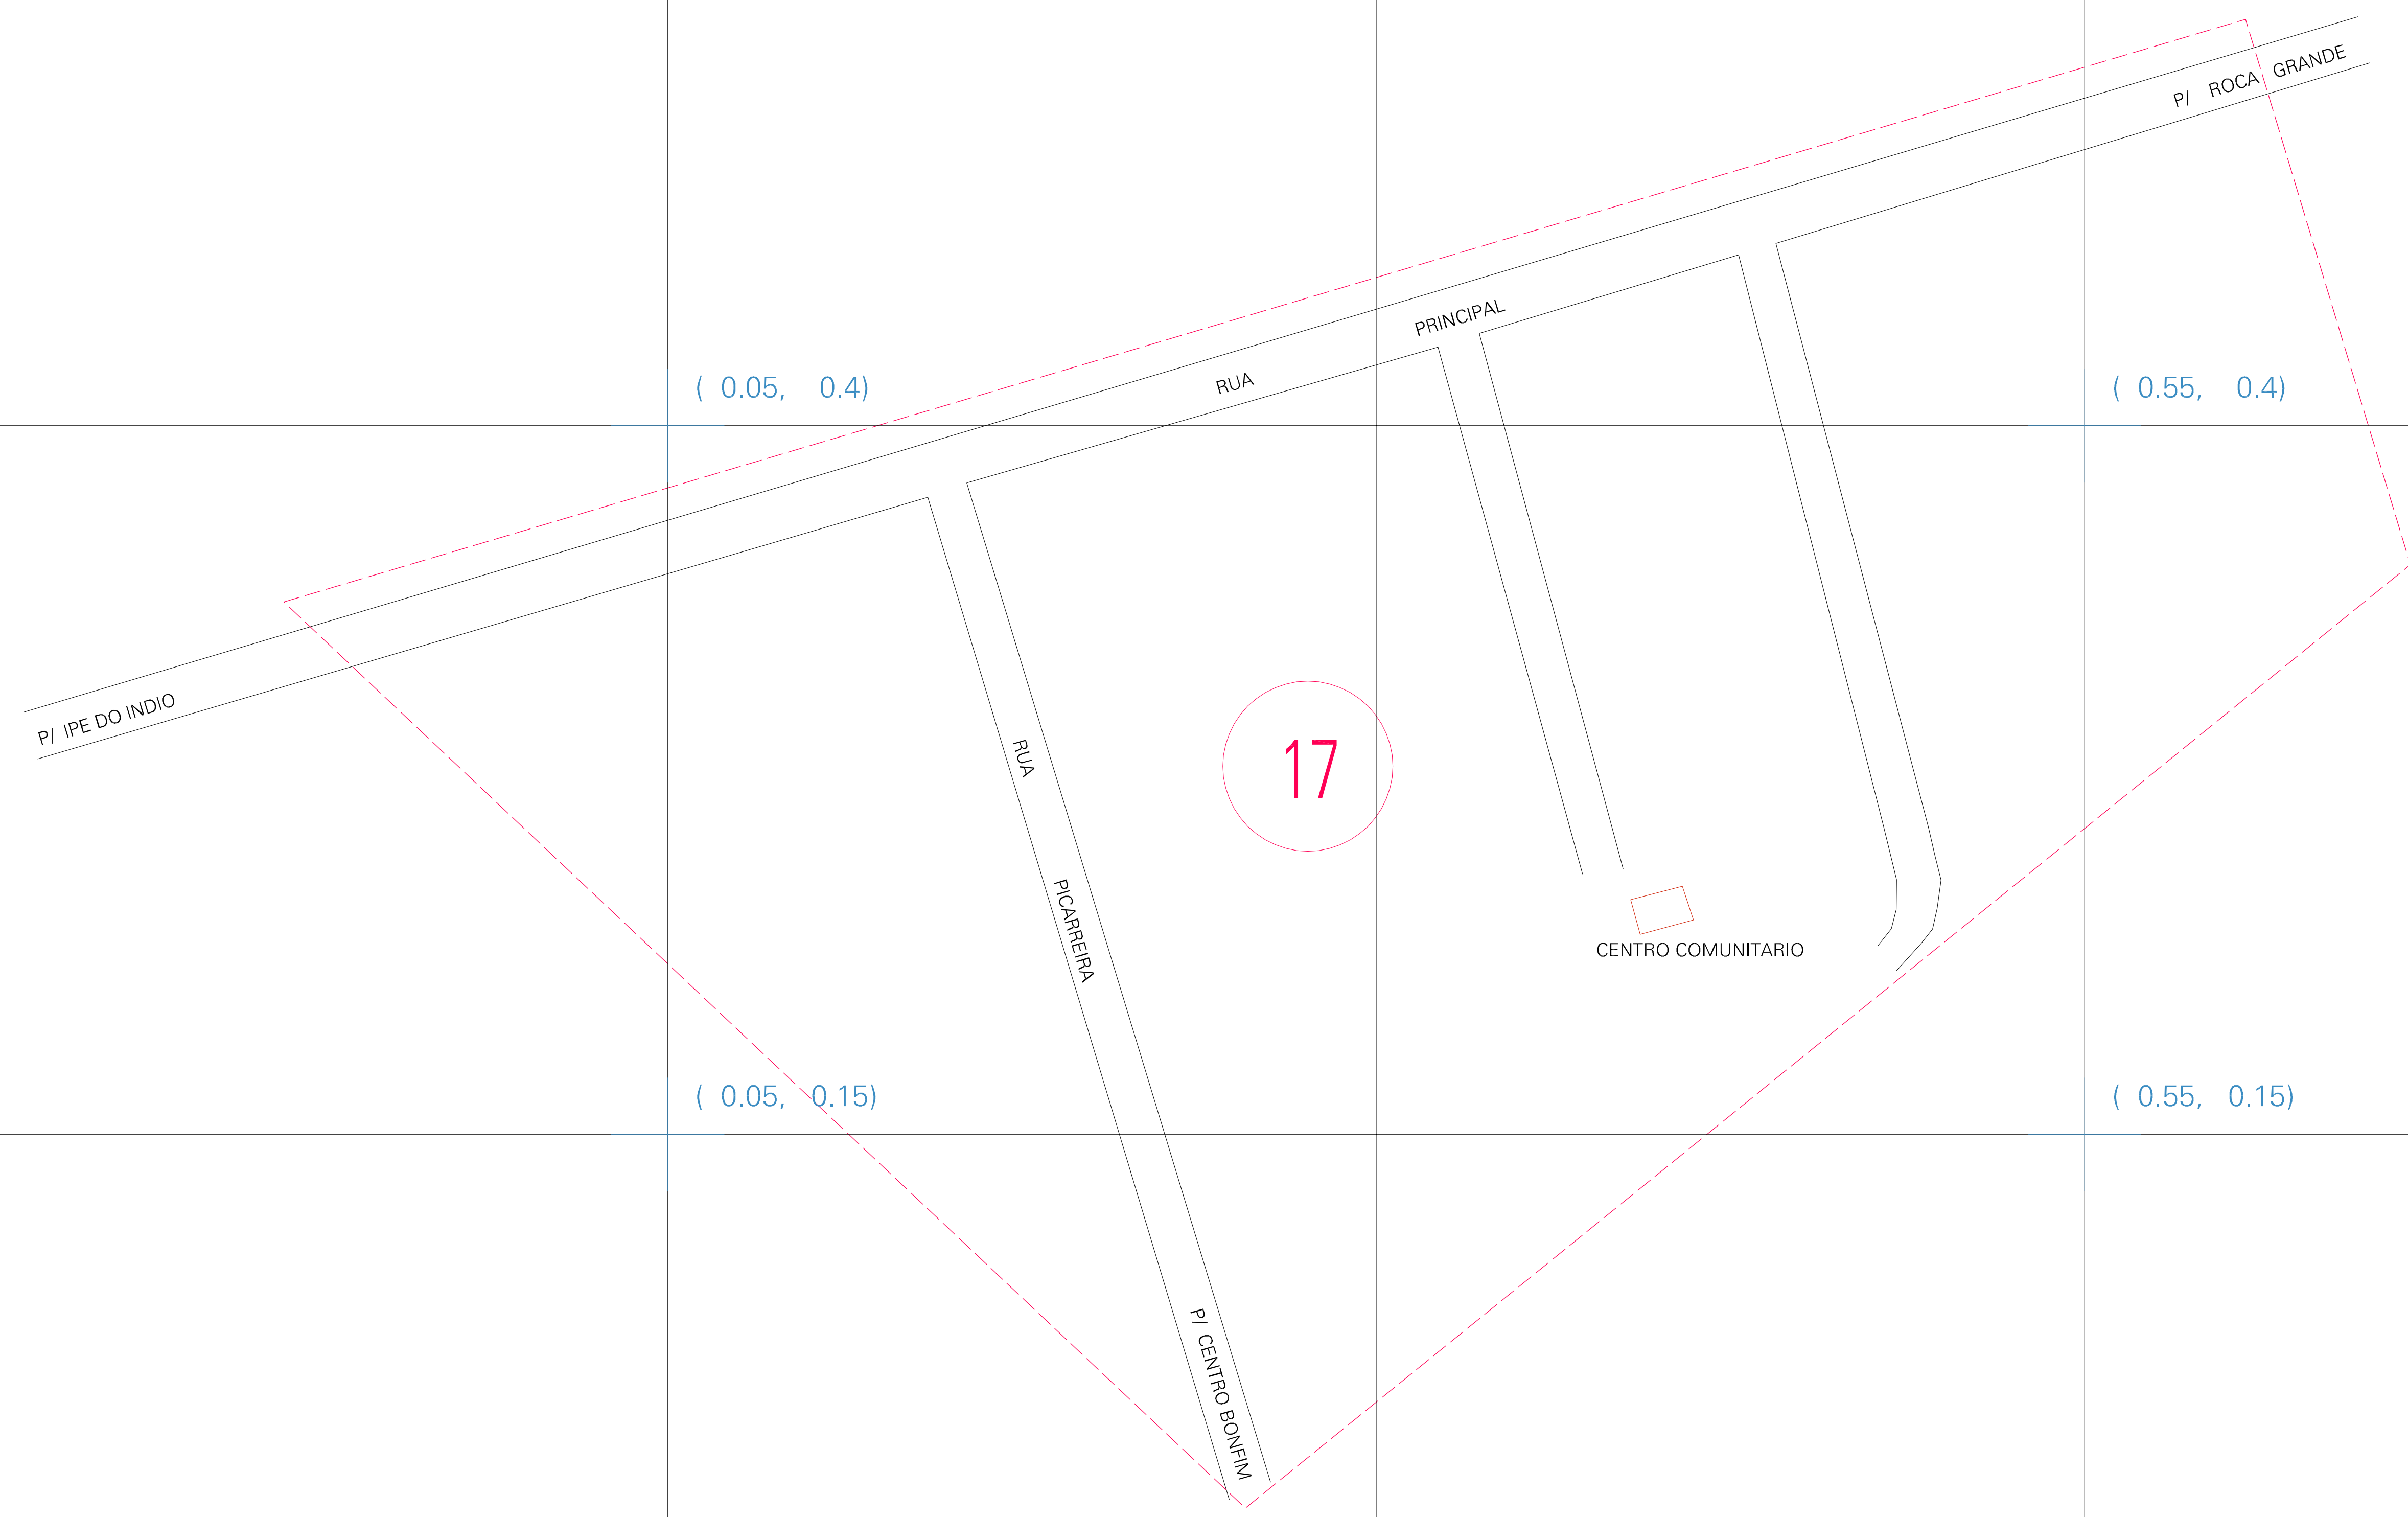 P/ ROCA GRANDE
PRINCIPAL
RUA
( 0.05, 0.4)
( 0.55, 0.4)
P/ IPE DO INDIO
RUA
17
PICARREIRA
CENTRO COMUNITARIO
( 0.05, 0.15)
( 0.55, 0.15)
P/ CENTRO BONFIM